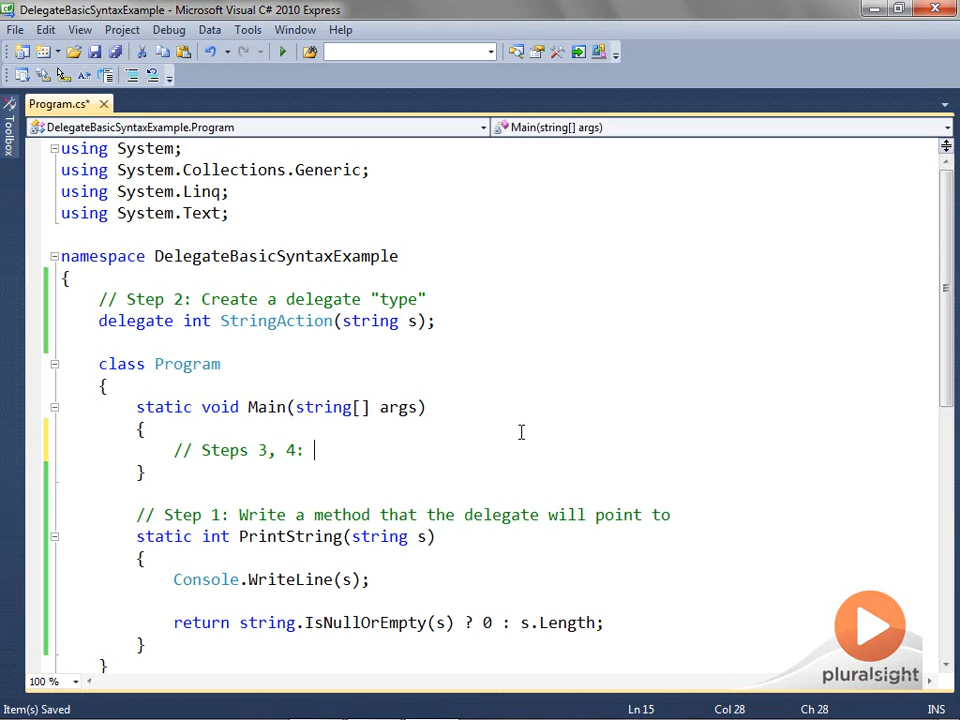 DelegateBasicSyntaxExample - Microsoft Visual C# 2010 Express
File Edit View Project Debug Data Tools Window Help
Program.cs*
Toolbox
DelegateBasicSyntaxExample.Program
Main(string[] args)
using System;
using System.Collections.Generic;
using System.Linq;
using System.Text;
namespace DelegateBasicSyntaxExample
{
// Step 2: Create a delegate "type"
delegate int StringAction(string s);
class Program
{
static void Main(string[] args)
{
// Steps 3, 4:
}
// Step 1: Write a method that the delegate will point to
static int PrintString(string s)
{
Console.WriteLine(s);
return string.IsNullOrEmpty(s) ? 0 : s.Length;
}
}
pluralsight
100 %
Item(s) Saved
Ln 15
Col 28
Ch 28
INS